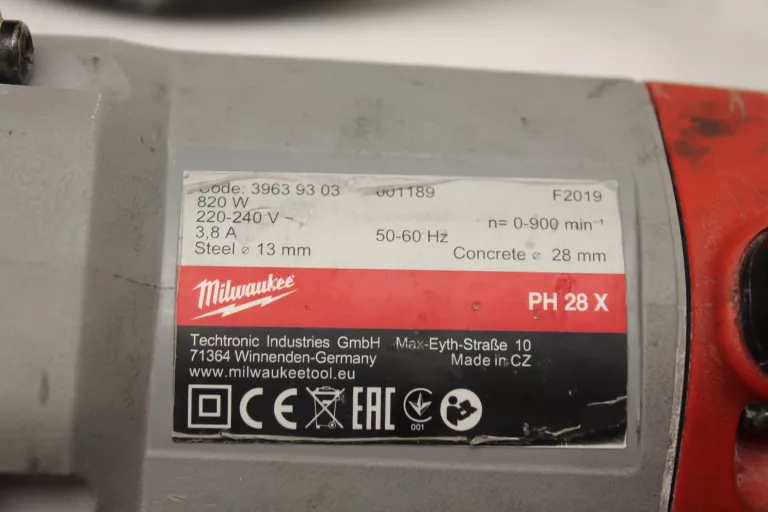 Code: 3963 93 03 001189 F2019
820 W
220-240 V ~ n= 0-900 min⁻¹
3,8 A 50-60 Hz
Steel ⌀ 13 mm Concrete ⌀ 28 mm
Milwaukee
PH 28 X
Techtronic Industries GmbH Max-Eyth-Straße 10
71364 Winnenden-Germany Made in CZ
www.milwaukeetool.eu
CE EAC
001